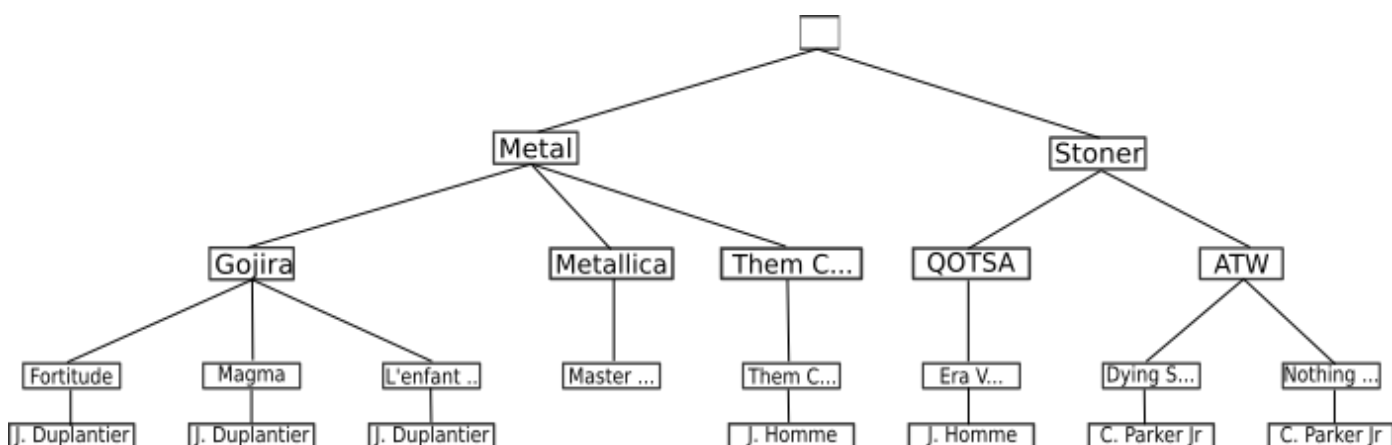 Metal
Stoner
Gojira
Metallica
Them C...
QOTSA
ATW
Fortitude
Magma
L'enfant ..
Master ...
Them C...
Era V...
Dying S...
Nothing ...
J. Duplantier
J. Duplantier
J. Duplantier
J. Homme
J. Homme
C. Parker Jr
C. Parker Jr